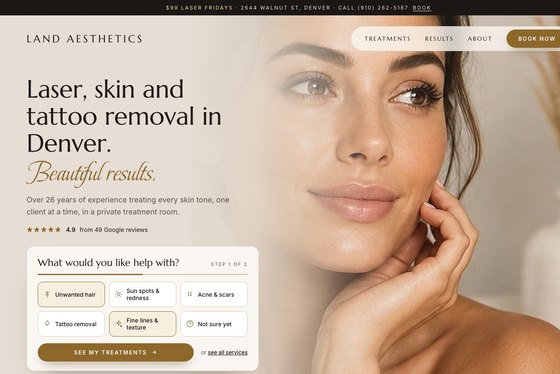 $99 LASER FRIDAYS · 2644 WALNUT ST, DENVER · CALL (910) 262-5187 BOOK
LAND AESTHETICS
TREATMENTS RESULTS ABOUT BOOK NOW
Laser, skin and
tattoo removal in
Denver.
Beautiful results.
Over 26 years of experience treating every skin tone, one
client at a time, in a private treatment room.
★★★★★ 4.9 from 49 Google reviews
What would you like help with? STEP 1 OF 2
Unwanted hair
Sun spots &
redness
Acne & scars
Tattoo removal
Fine lines &
texture
Not sure yet
SEE MY TREATMENTS →
or see all services